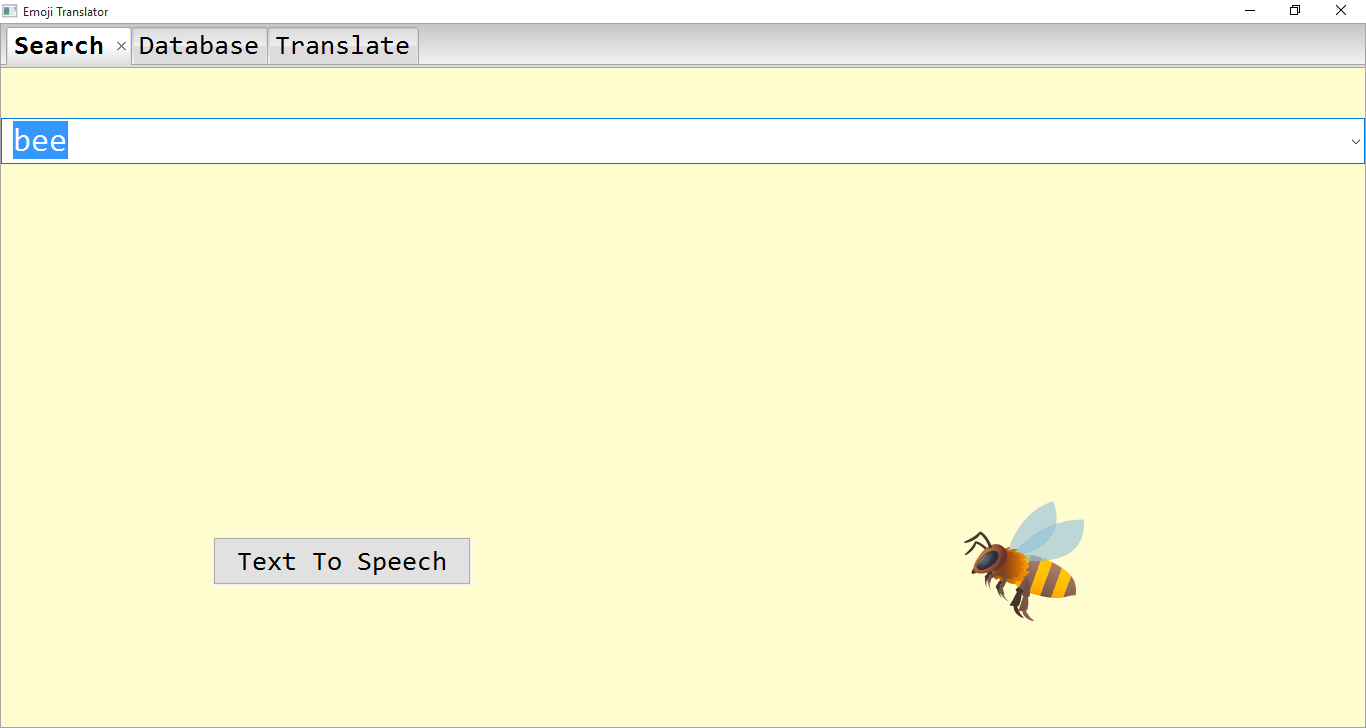 Emoji Translator
Search Database Translate
bee
Text To Speech